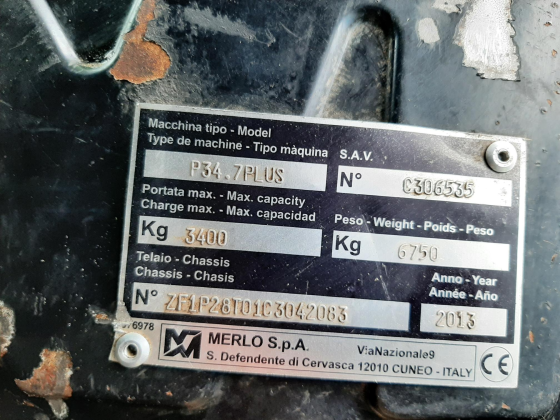 Macchina tipo - Model
Type de machine - Tipo màquina
S.A.V.
P34.7PLUS
N° C306535
Portata max. - Max. capacity
Charge max. - Max. capacidad
Peso - Weight - Poids - Peso
Kg 3400
Kg 6750
Telaio - Chassis
Chassis - Chasis
Anno - Year
Année - Año
N° ZF1P28T01C3042083
2013
MERLO S.p.A.
ViaNazionale9
S. Defendente di Cervasca 12010 CUNEO - ITALY
CE